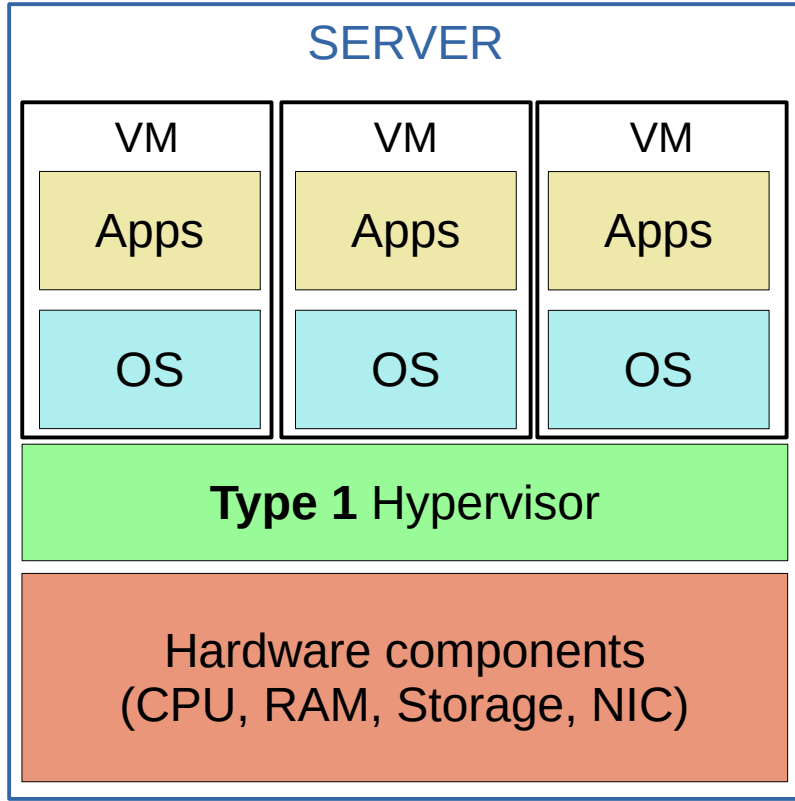 SERVER
VM VM VM
Apps Apps Apps
OS OS OS
Type 1 Hypervisor
Hardware components
(CPU, RAM, Storage, NIC)